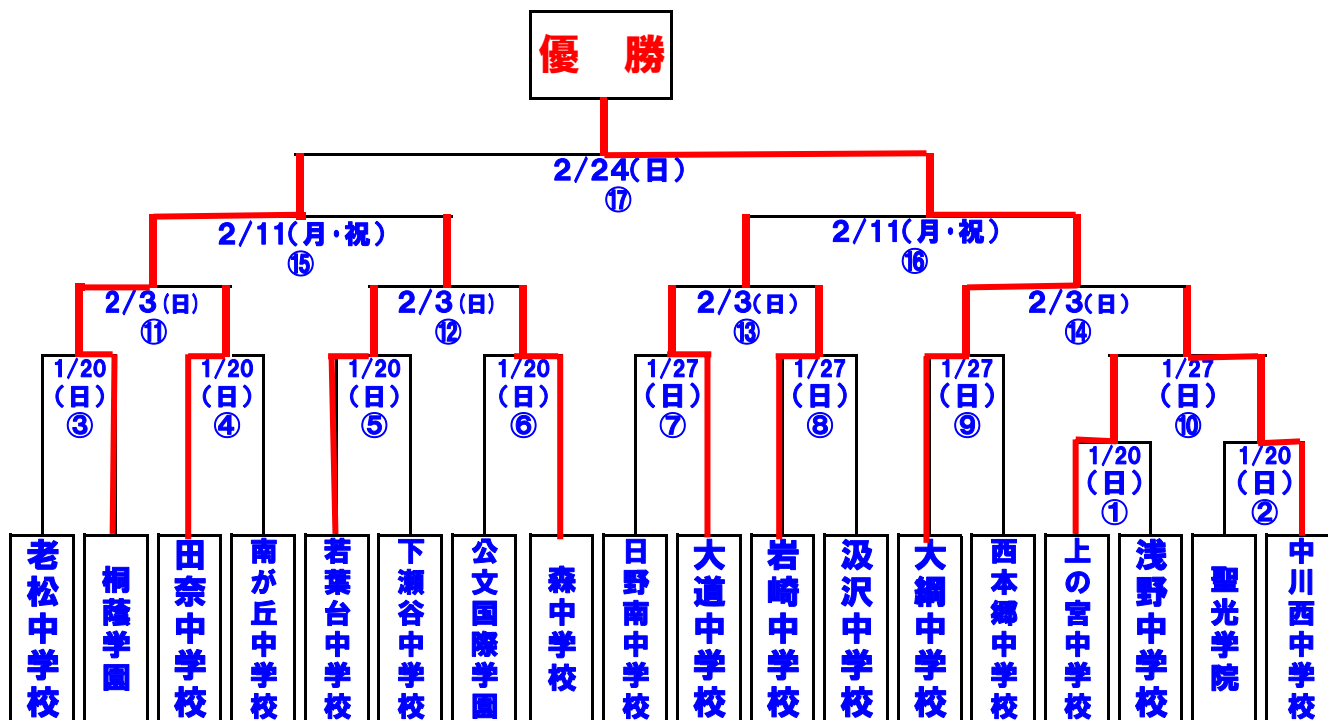 優 勝
2/24(日)
⑰
2/11(月・祝)
⑮
2/11(月・祝)
⑯
2/3(日)
⑪
2/3(日)
⑫
2/3(日)
⑬
2/3(日)
⑭
1/20
(日)
③
1/20
(日)
④
1/20
(日)
⑤
1/20
(日)
⑥
1/27
(日)
⑦
1/27
(日)
⑧
1/27
(日)
⑨
1/27
(日)
⑩
1/20
(日)
①
1/20
(日)
②
老松中学校
桐蔭学園
田奈中学校
南が丘中学校
若葉台中学校
下瀬谷中学校
公文国際学園
森中学校
日野南中学校
大道中学校
岩崎中学校
汲沢中学校
大綱中学校
西本郷中学校
上の宮中学校
浅野中学校
聖光学院
中川西中学校